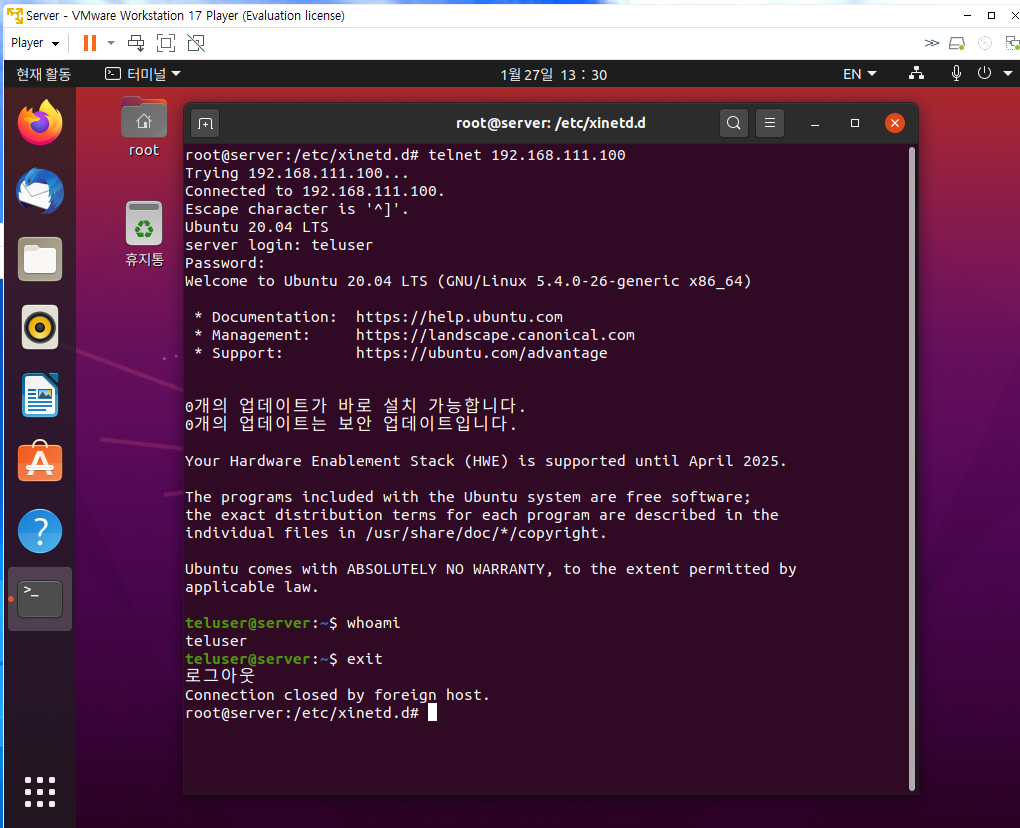 Server - VMware Workstation 17 Player (Evaluation license)
Player
현재 활동
터미널
1월 27일 13 : 30
EN
root
휴지통
root@server: /etc/xinetd.d
root@server:/etc/xinetd.d# telnet 192.168.111.100
Trying 192.168.111.100...
Connected to 192.168.111.100.
Escape character is '^]'.
Ubuntu 20.04 LTS
server login: teluser
Password:
Welcome to Ubuntu 20.04 LTS (GNU/Linux 5.4.0-26-generic x86_64)
* Documentation:  https://help.ubuntu.com
* Management:     https://landscape.canonical.com
* Support:        https://ubuntu.com/advantage
0개의 업데이트가 바로 설치 가능합니다.
0개의 업데이트는 보안 업데이트입니다.
Your Hardware Enablement Stack (HWE) is supported until April 2025.
The programs included with the Ubuntu system are free software;
the exact distribution terms for each program are described in the
individual files in /usr/share/doc/*/copyright.
Ubuntu comes with ABSOLUTELY NO WARRANTY, to the extent permitted by
applicable law.
teluser@server:~$ whoami
teluser
teluser@server:~$ exit
로그아웃
Connection closed by foreign host.
root@server:/etc/xinetd.d#